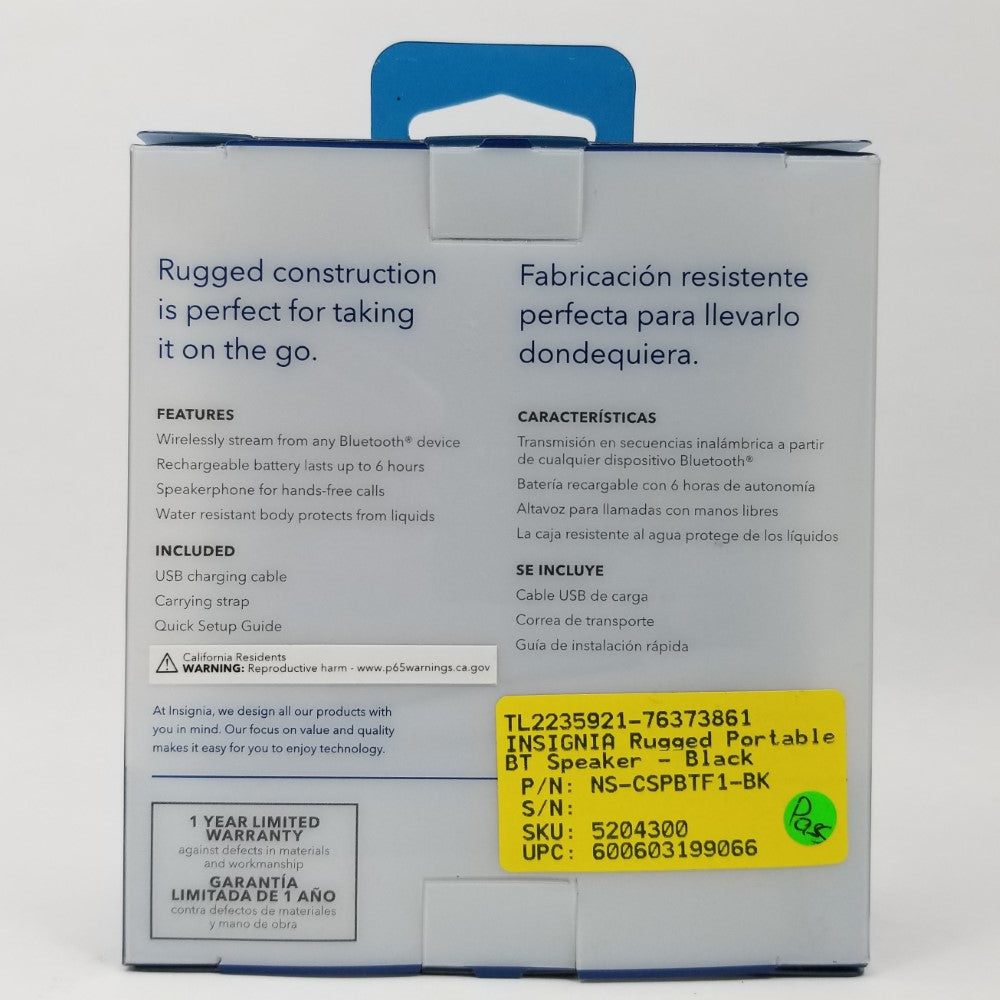 Rugged construction
is perfect for taking
it on the go.
FEATURES
Wirelessly stream from any Bluetooth® device
Rechargeable battery lasts up to 6 hours
Speakerphone for hands-free calls
Water resistant body protects from liquids
INCLUDED
USB charging cable
Carrying strap
Quick Setup Guide
California Residents
WARNING: Reproductive harm - www.p65warnings.ca.gov
At Insignia, we design all our products with
you in mind. Our focus on value and quality
makes it easy for you to enjoy technology.
1 YEAR LIMITED
WARRANTY
against defects in materials
and workmanship
GARANTÍA
LIMITADA DE 1 AÑO
contra defectos de materiales
y mano de obra
Fabricación resistente
perfecta para llevarlo
dondequiera.
CARACTERÍSTICAS
Transmisión en secuencias inalámbrica a partir
de cualquier dispositivo Bluetooth®
Batería recargable con 6 horas de autonomía
Altavoz para llamadas con manos libres
La caja resistente al agua protege de los líquidos
SE INCLUYE
Cable USB de carga
Correa de transporte
Guía de instalación rápida
TL2235921-76373861
INSIGNIA Rugged Portable
BT Speaker - Black
P/N: NS-CSPBTF1-BK
S/N:
SKU: 5204300
UPC: 600603199066